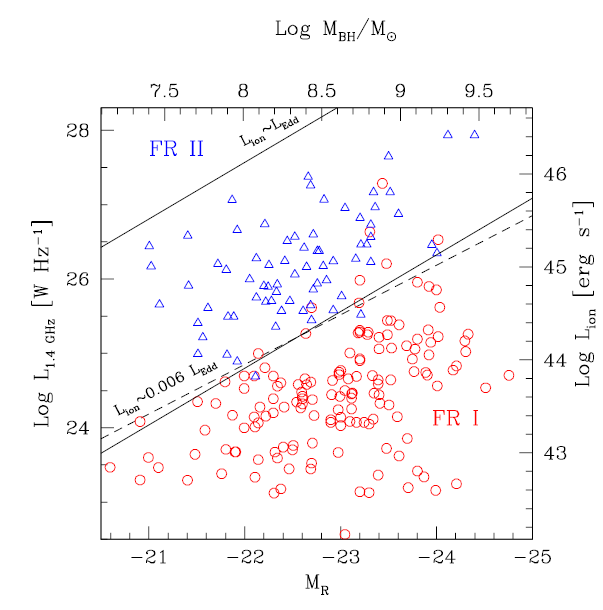 Log M_BH/M_⊙
7.5 8 8.5 9 9.5
28
26
24
Log L_1.4 GHz [W Hz⁻¹]
FR II
L_ion~L_Edd
L_ion~0.006 L_Edd
FR I
46
45
44
43
Log L_ion [erg s⁻¹]
−21 −22 −23 −24 −25
M_R